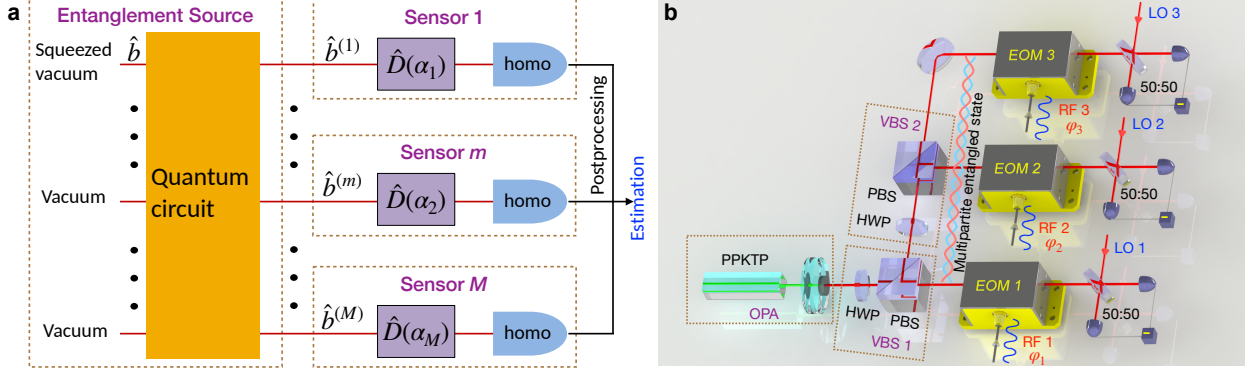 a
Entanglement Source
Squeezed
vacuum
b̂
Vacuum
Vacuum
Quantum
circuit
Sensor 1
b̂⁽¹⁾
D̂(α₁)
homo
Sensor m
b̂⁽ᵐ⁾
D̂(α₂)
homo
Sensor M
b̂⁽ᴹ⁾
D̂(α_M)
homo
Postprocessing
Estimation
b
LO 3
EOM 3
50:50
RF 3
φ₃
VBS 2
PBS
HWP
Multipartite entangled state
LO 2
EOM 2
50:50
RF 2
φ₂
PPKTP
OPA
HWP
PBS
VBS 1
LO 1
EOM 1
50:50
RF 1
φ₁